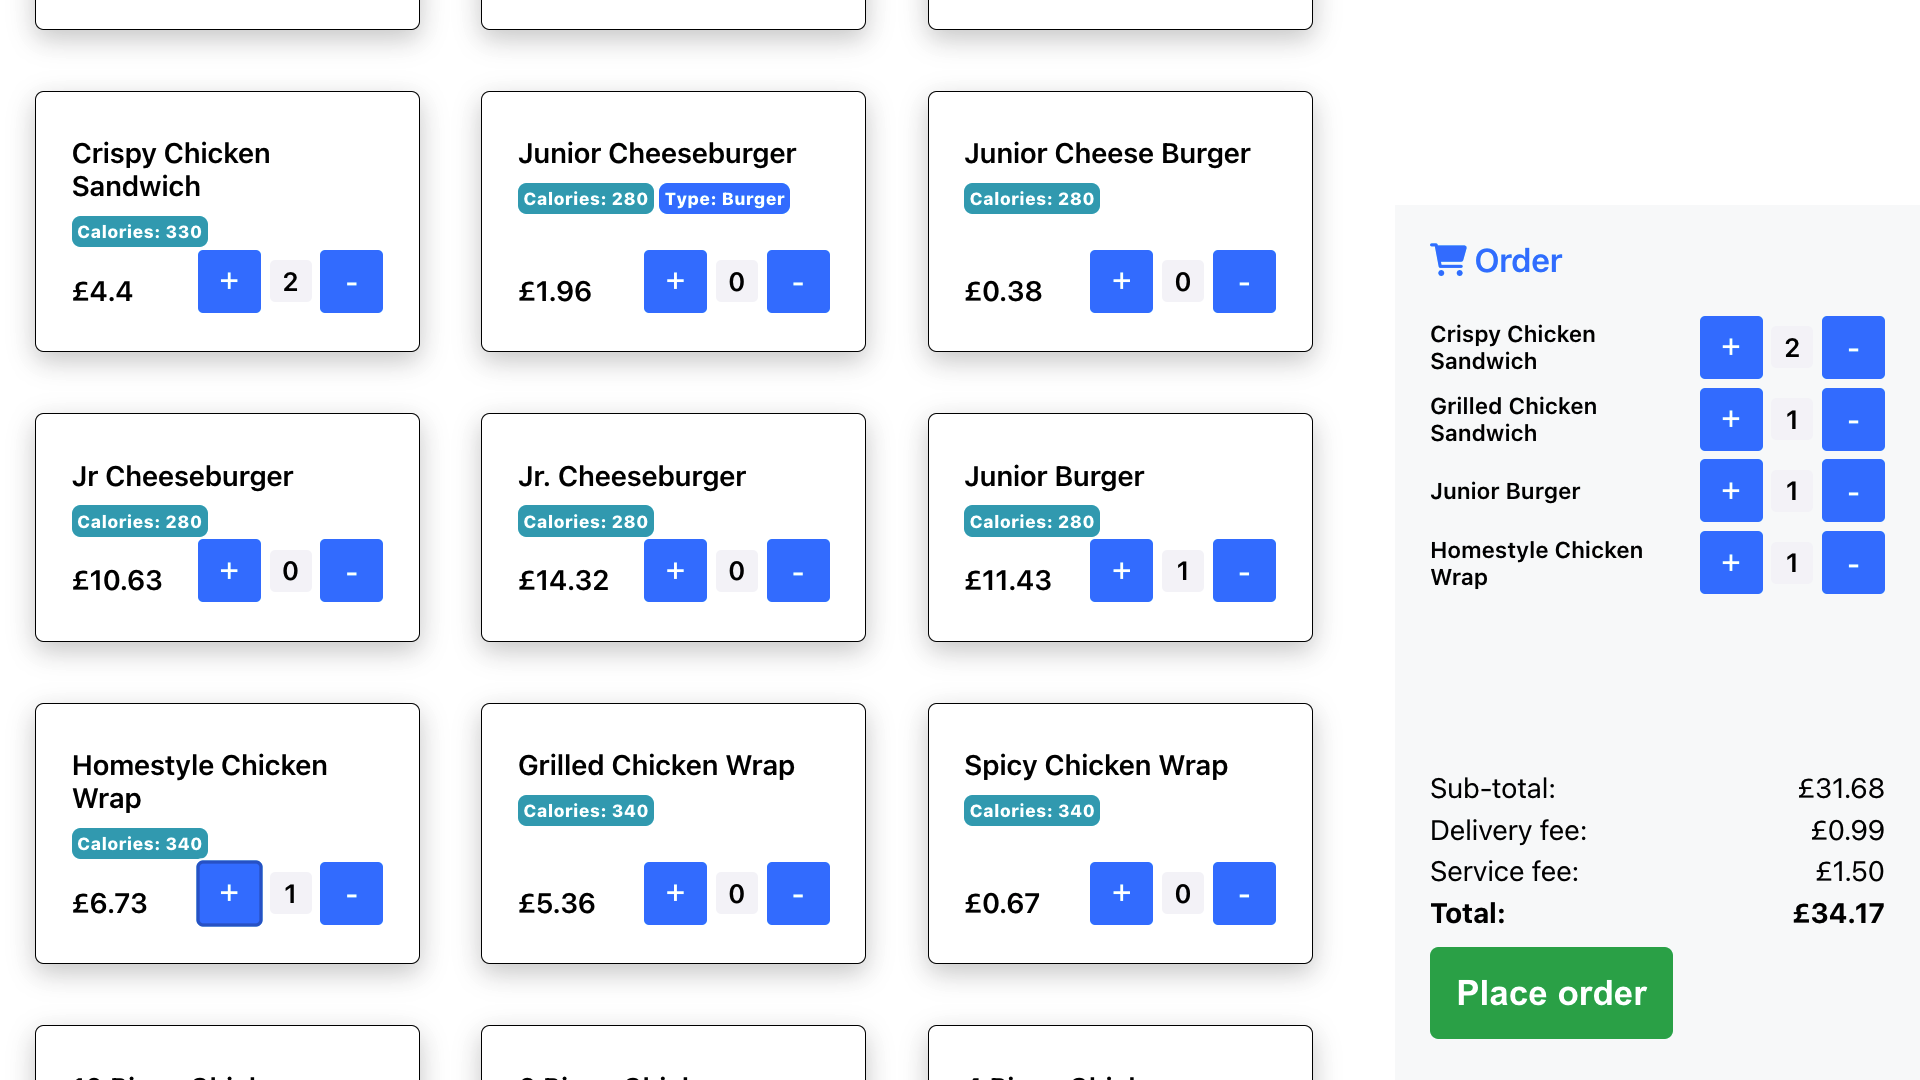 Crispy Chicken
Sandwich
Calories: 330
£4.4
+
2
-
Junior Cheeseburger
Calories: 280
Type: Burger
£1.96
+
0
-
Junior Cheese Burger
Calories: 280
£0.38
+
0
-
Jr Cheeseburger
Calories: 280
£10.63
+
0
-
Jr. Cheeseburger
Calories: 280
£14.32
+
0
-
Junior Burger
Calories: 280
£11.43
+
1
-
Homestyle Chicken
Wrap
Calories: 340
£6.73
+
1
-
Grilled Chicken Wrap
Calories: 340
£5.36
+
0
-
Spicy Chicken Wrap
Calories: 340
£0.67
+
0
-
Order
Crispy Chicken
Sandwich
+
2
-
Grilled Chicken
Sandwich
+
1
-
Junior Burger
+
1
-
Homestyle Chicken
Wrap
+
1
-
Sub-total: £31.68
Delivery fee: £0.99
Service fee: £1.50
Total: £34.17
Place order